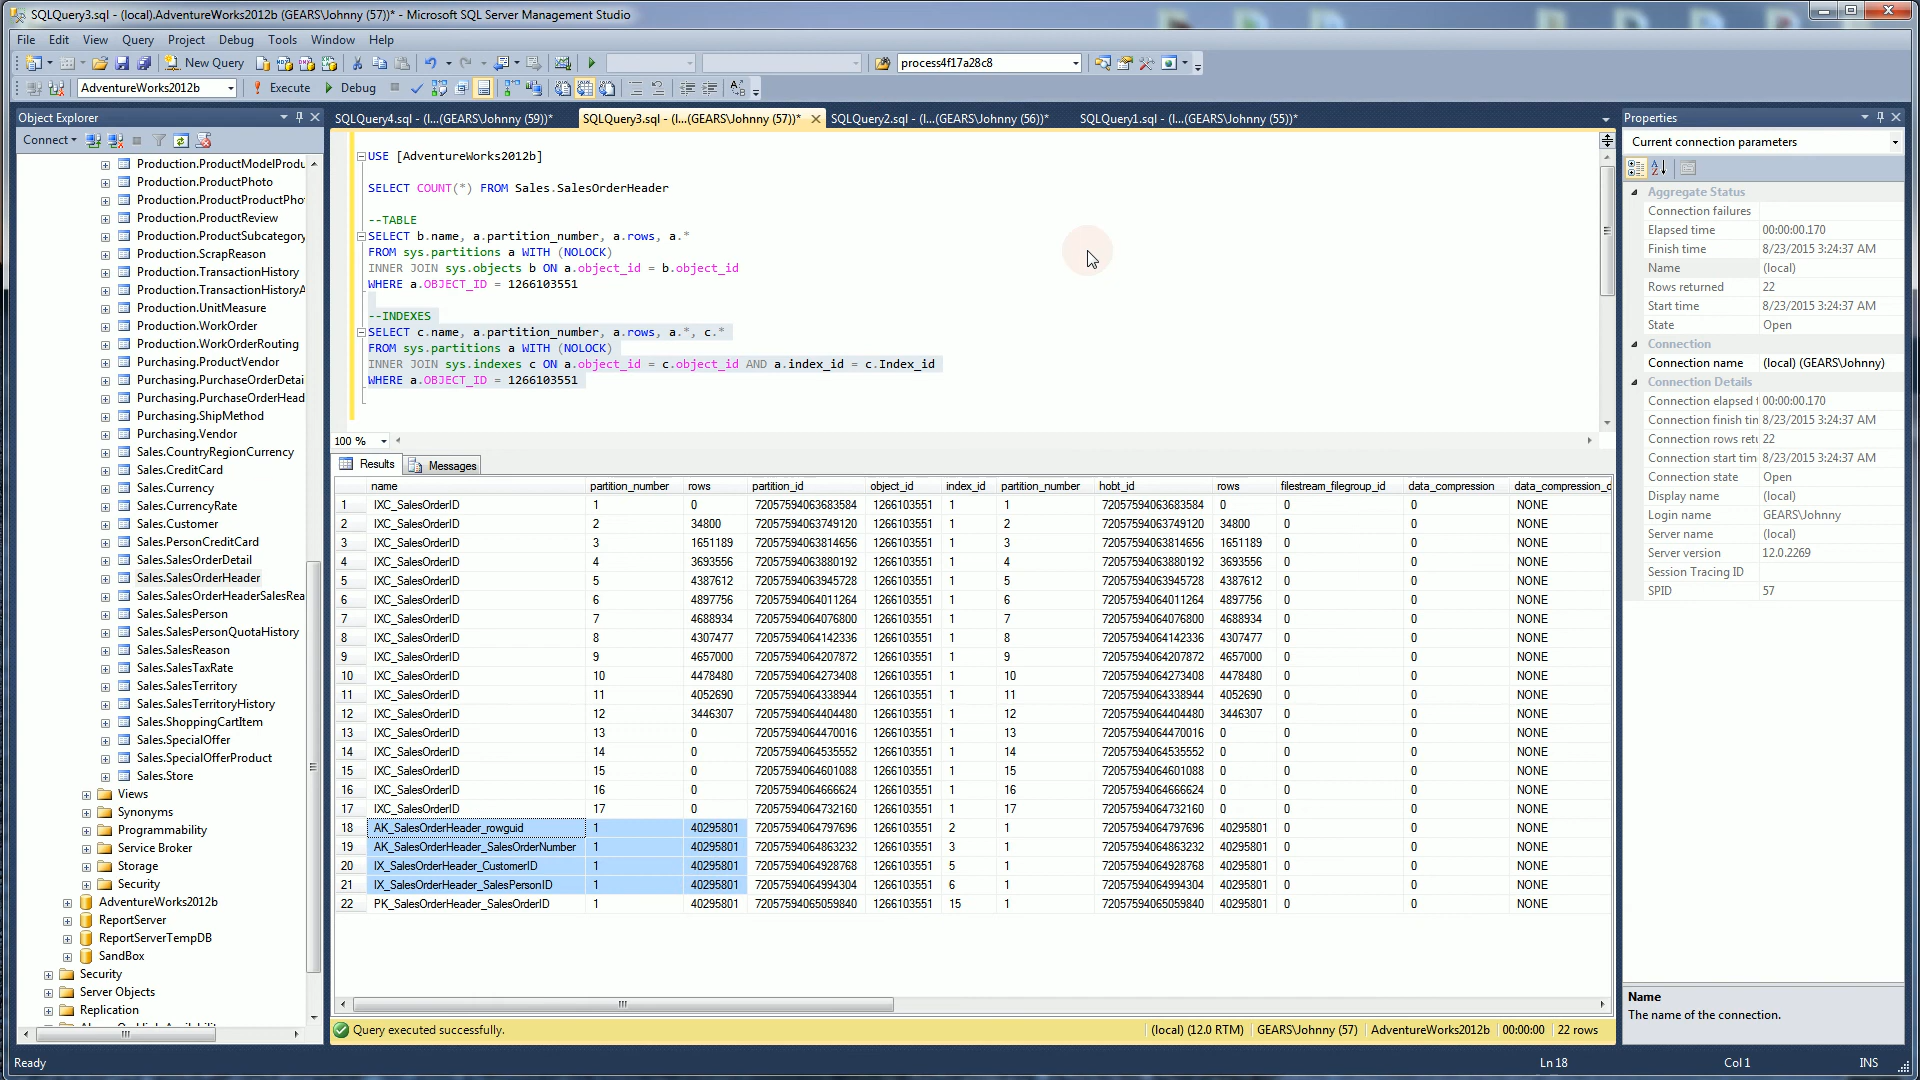 SQLQuery3.sql - (local).AdventureWorks2012b (GEARS\Johnny (57))* - Microsoft SQL Server Management Studio
File Edit View Query Project Debug Tools Window Help
New Query process4f17a28c8
AdventureWorks2012b Execute Debug
Object Explorer
Connect
Production.ProductModelProdu
Production.ProductPhoto
Production.ProductProductPho
Production.ProductReview
Production.ProductSubcategory
Production.ScrapReason
Production.TransactionHistory
Production.TransactionHistoryA
Production.UnitMeasure
Production.WorkOrder
Production.WorkOrderRouting
Purchasing.ProductVendor
Purchasing.PurchaseOrderDetai
Purchasing.PurchaseOrderHead
Purchasing.ShipMethod
Purchasing.Vendor
Sales.CountryRegionCurrency
Sales.CreditCard
Sales.Currency
Sales.CurrencyRate
Sales.Customer
Sales.PersonCreditCard
Sales.SalesOrderDetail
Sales.SalesOrderHeader
Sales.SalesOrderHeaderSalesRea
Sales.SalesPerson
Sales.SalesPersonQuotaHistory
Sales.SalesReason
Sales.SalesTaxRate
Sales.SalesTerritory
Sales.SalesTerritoryHistory
Sales.ShoppingCartItem
Sales.SpecialOffer
Sales.SpecialOfferProduct
Sales.Store
Views
Synonyms
Programmability
Service Broker
Storage
Security
AdventureWorks2012b
ReportServer
ReportServerTempDB
SandBox
Security
Server Objects
Replication
SQLQuery4.sql - (l...(GEARS\Johnny (59))* SQLQuery3.sql - (l...(GEARS\Johnny (57))* SQLQuery2.sql - (l...(GEARS\Johnny (56))* SQLQuery1.sql - (l...(GEARS\Johnny (55))*
USE [AdventureWorks2012b]
SELECT COUNT(*) FROM Sales.SalesOrderHeader
--TABLE
SELECT b.name, a.partition_number, a.rows, a.*
FROM sys.partitions a WITH (NOLOCK)
INNER JOIN sys.objects b ON a.object_id = b.object_id
WHERE a.OBJECT_ID = 1266103551
--INDEXES
SELECT c.name, a.partition_number, a.rows, a.*, c.*
FROM sys.partitions a WITH (NOLOCK)
INNER JOIN sys.indexes c ON a.object_id = c.object_id AND a.index_id = c.Index_id
WHERE a.OBJECT_ID = 1266103551
100 %
Results Messages
name partition_number rows partition_id object_id index_id partition_number hobt_id rows filestream_filegroup_id data_compression data_compression_d
1 IXC_SalesOrderID 1 0 72057594063683584 1266103551 1 1 72057594063683584 0 0 0 NONE
2 IXC_SalesOrderID 2 34800 72057594063749120 1266103551 1 2 72057594063749120 34800 0 0 NONE
3 IXC_SalesOrderID 3 1651189 72057594063814656 1266103551 1 3 72057594063814656 1651189 0 0 NONE
4 IXC_SalesOrderID 4 3693556 72057594063880192 1266103551 1 4 72057594063880192 3693556 0 0 NONE
5 IXC_SalesOrderID 5 4387612 72057594063945728 1266103551 1 5 72057594063945728 4387612 0 0 NONE
6 IXC_SalesOrderID 6 4897756 72057594064011264 1266103551 1 6 72057594064011264 4897756 0 0 NONE
7 IXC_SalesOrderID 7 4688934 72057594064076800 1266103551 1 7 72057594064076800 4688934 0 0 NONE
8 IXC_SalesOrderID 8 4307477 72057594064142336 1266103551 1 8 72057594064142336 4307477 0 0 NONE
9 IXC_SalesOrderID 9 4657000 72057594064207872 1266103551 1 9 72057594064207872 4657000 0 0 NONE
10 IXC_SalesOrderID 10 4478480 72057594064273408 1266103551 1 10 72057594064273408 4478480 0 0 NONE
11 IXC_SalesOrderID 11 4052690 72057594064338944 1266103551 1 11 72057594064338944 4052690 0 0 NONE
12 IXC_SalesOrderID 12 3446307 72057594064404480 1266103551 1 12 72057594064404480 3446307 0 0 NONE
13 IXC_SalesOrderID 13 0 72057594064470016 1266103551 1 13 72057594064470016 0 0 0 NONE
14 IXC_SalesOrderID 14 0 72057594064535552 1266103551 1 14 72057594064535552 0 0 0 NONE
15 IXC_SalesOrderID 15 0 72057594064601088 1266103551 1 15 72057594064601088 0 0 0 NONE
16 IXC_SalesOrderID 16 0 72057594064666624 1266103551 1 16 72057594064666624 0 0 0 NONE
17 IXC_SalesOrderID 17 0 72057594064732160 1266103551 1 17 72057594064732160 0 0 0 NONE
18 AK_SalesOrderHeader_rowguid 1 40295801 72057594064797696 1266103551 2 1 72057594064797696 40295801 0 0 NONE
19 AK_SalesOrderHeader_SalesOrderNumber 1 40295801 72057594064863232 1266103551 3 1 72057594064863232 40295801 0 0 NONE
20 IX_SalesOrderHeader_CustomerID 1 40295801 72057594064928768 1266103551 5 1 72057594064928768 40295801 0 0 NONE
21 IX_SalesOrderHeader_SalesPersonID 1 40295801 72057594064994304 1266103551 6 1 72057594064994304 40295801 0 0 NONE
22 PK_SalesOrderHeader_SalesOrderID 1 40295801 72057594065059840 1266103551 15 1 72057594065059840 40295801 0 0 NONE
Query executed successfully. (local) (12.0 RTM) GEARS\Johnny (57) AdventureWorks2012b 00:00:00 22 rows
Properties
Current connection parameters
Aggregate Status
Connection failures
Elapsed time 00:00:00.170
Finish time 8/23/2015 3:24:37 AM
Name (local)
Rows returned 22
Start time 8/23/2015 3:24:37 AM
State Open
Connection
Connection name (local) (GEARS\Johnny)
Connection Details
Connection elapsed t 00:00:00.170
Connection finish tin 8/23/2015 3:24:37 AM
Connection rows retu 22
Connection start tim 8/23/2015 3:24:37 AM
Connection state Open
Display name (local)
Login name GEARS\Johnny
Server name (local)
Server version 12.0.2269
Session Tracing ID
SPID 57
Name
The name of the connection.
Ready Ln 18 Col 1 INS